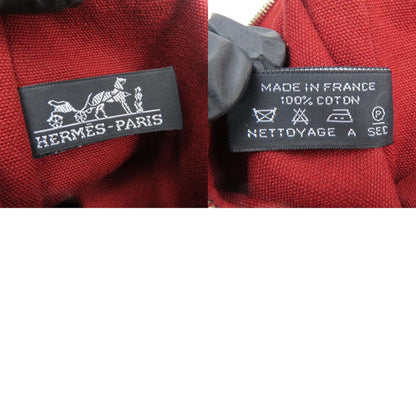 HERMES-PARIS
MADE IN FRANCE
100% COTON
P
NETTOYAGE A SEC